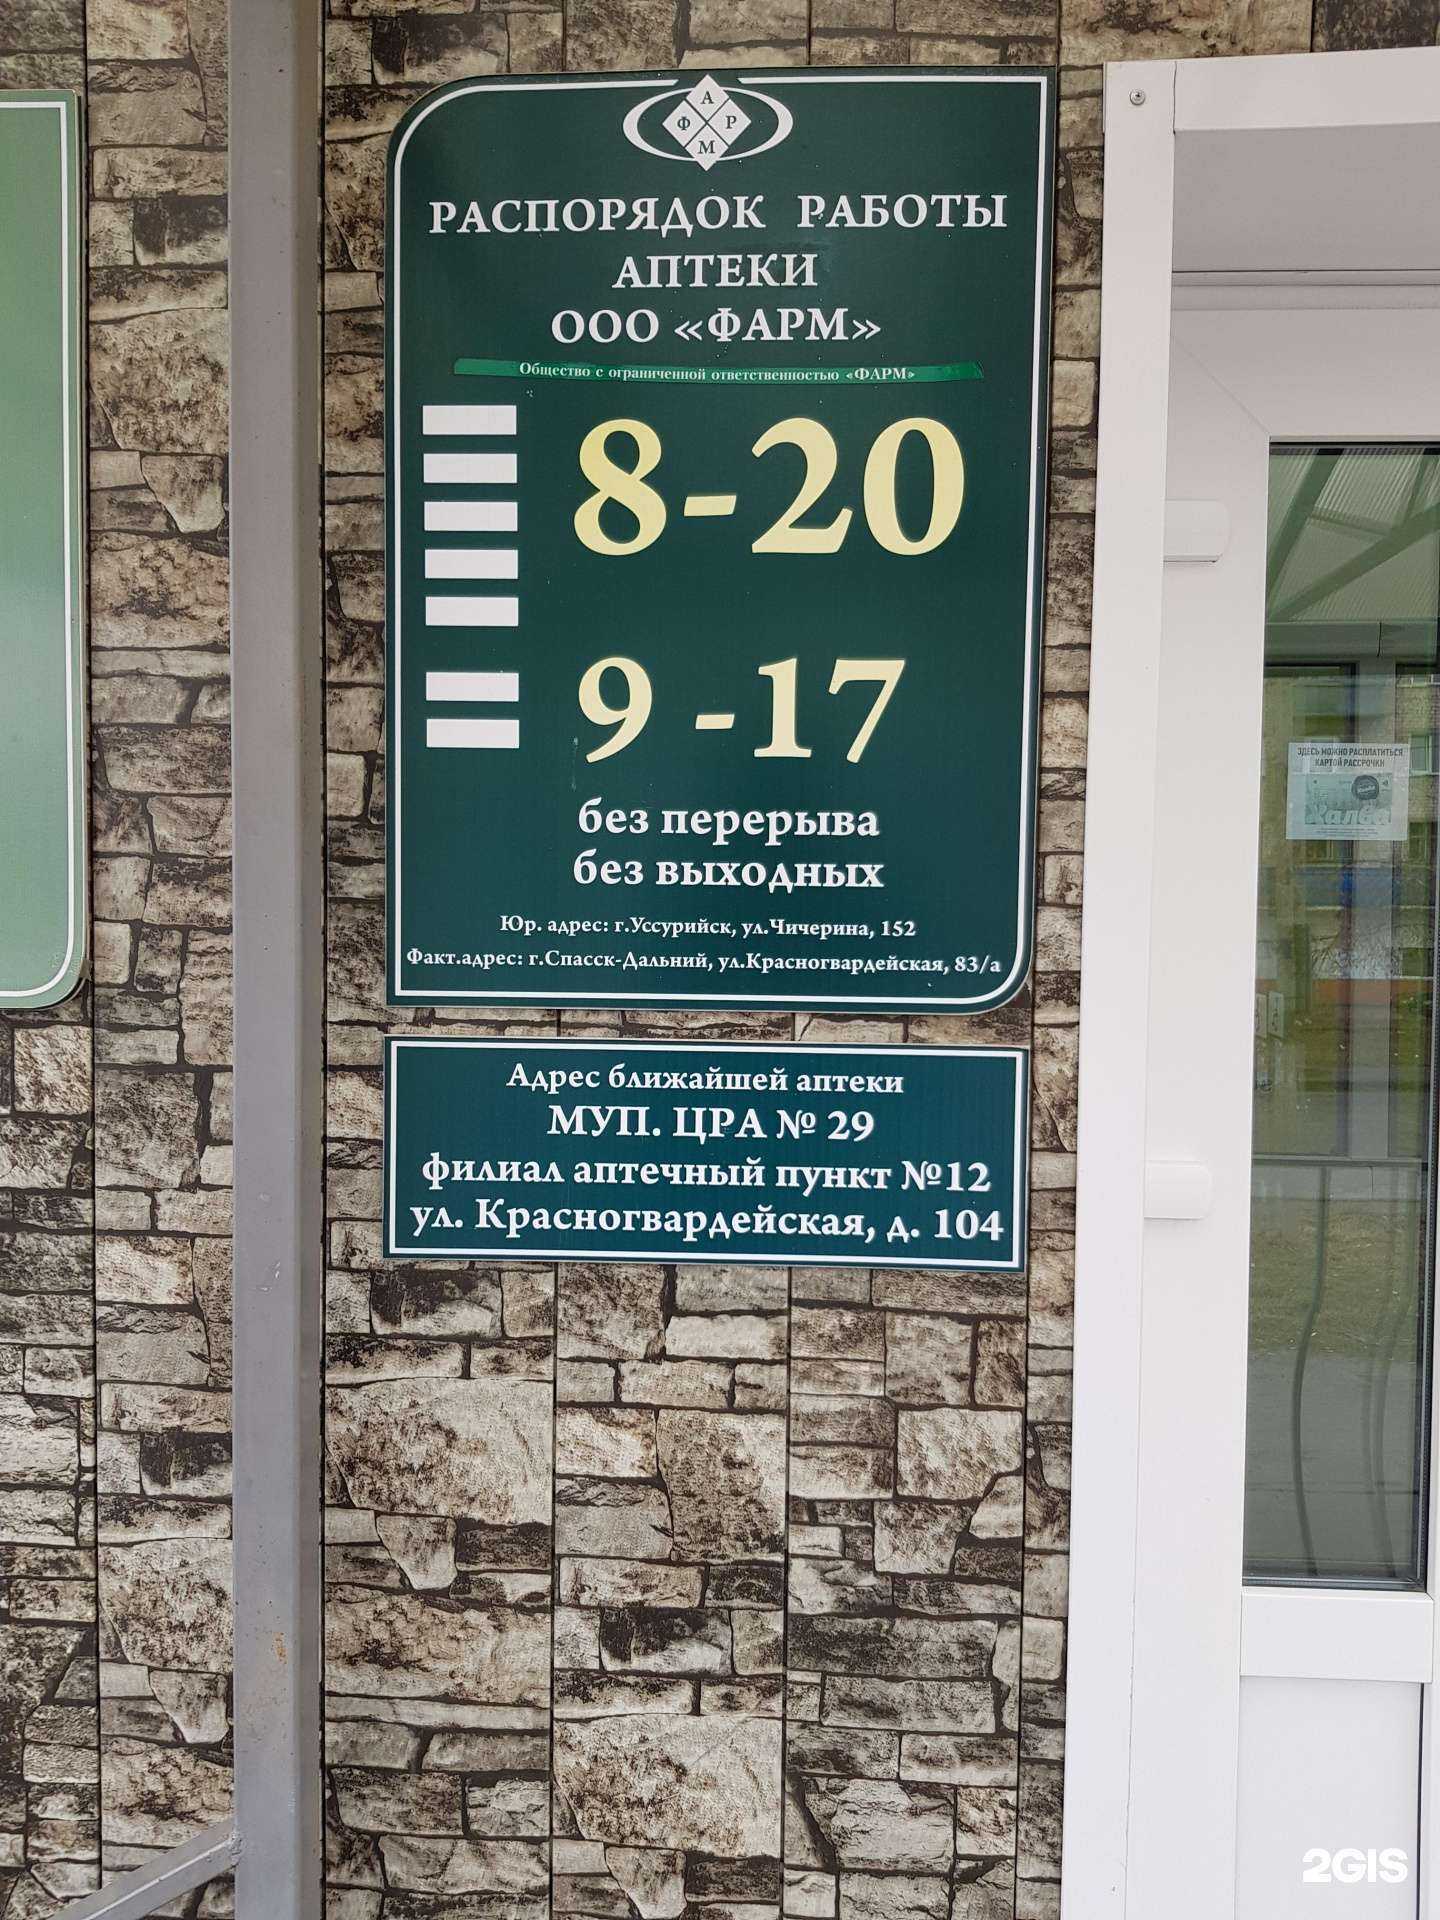 А
Ф Р
М
РАСПОРЯДОК РАБОТЫ
АПТЕКИ
ООО «ФАРМ»
Общество с ограниченной ответственностью «ФАРМ»
8-20
9-17
без перерыва
без выходных
Юр. адрес: г.Уссурийск, ул.Чичерина, 152
Факт.адрес: г.Спасск-Дальний, ул.Красногвардейская, 83/а
Адрес ближайшей аптеки
МУП. ЦРА № 29
филиал аптечный пункт №12
ул. Красногвардейская, д. 104
ЗДЕСЬ МОЖНО РАСПЛАТИТЬСЯ
КАРТОЙ РАССРОЧКИ
Халва
2GIS